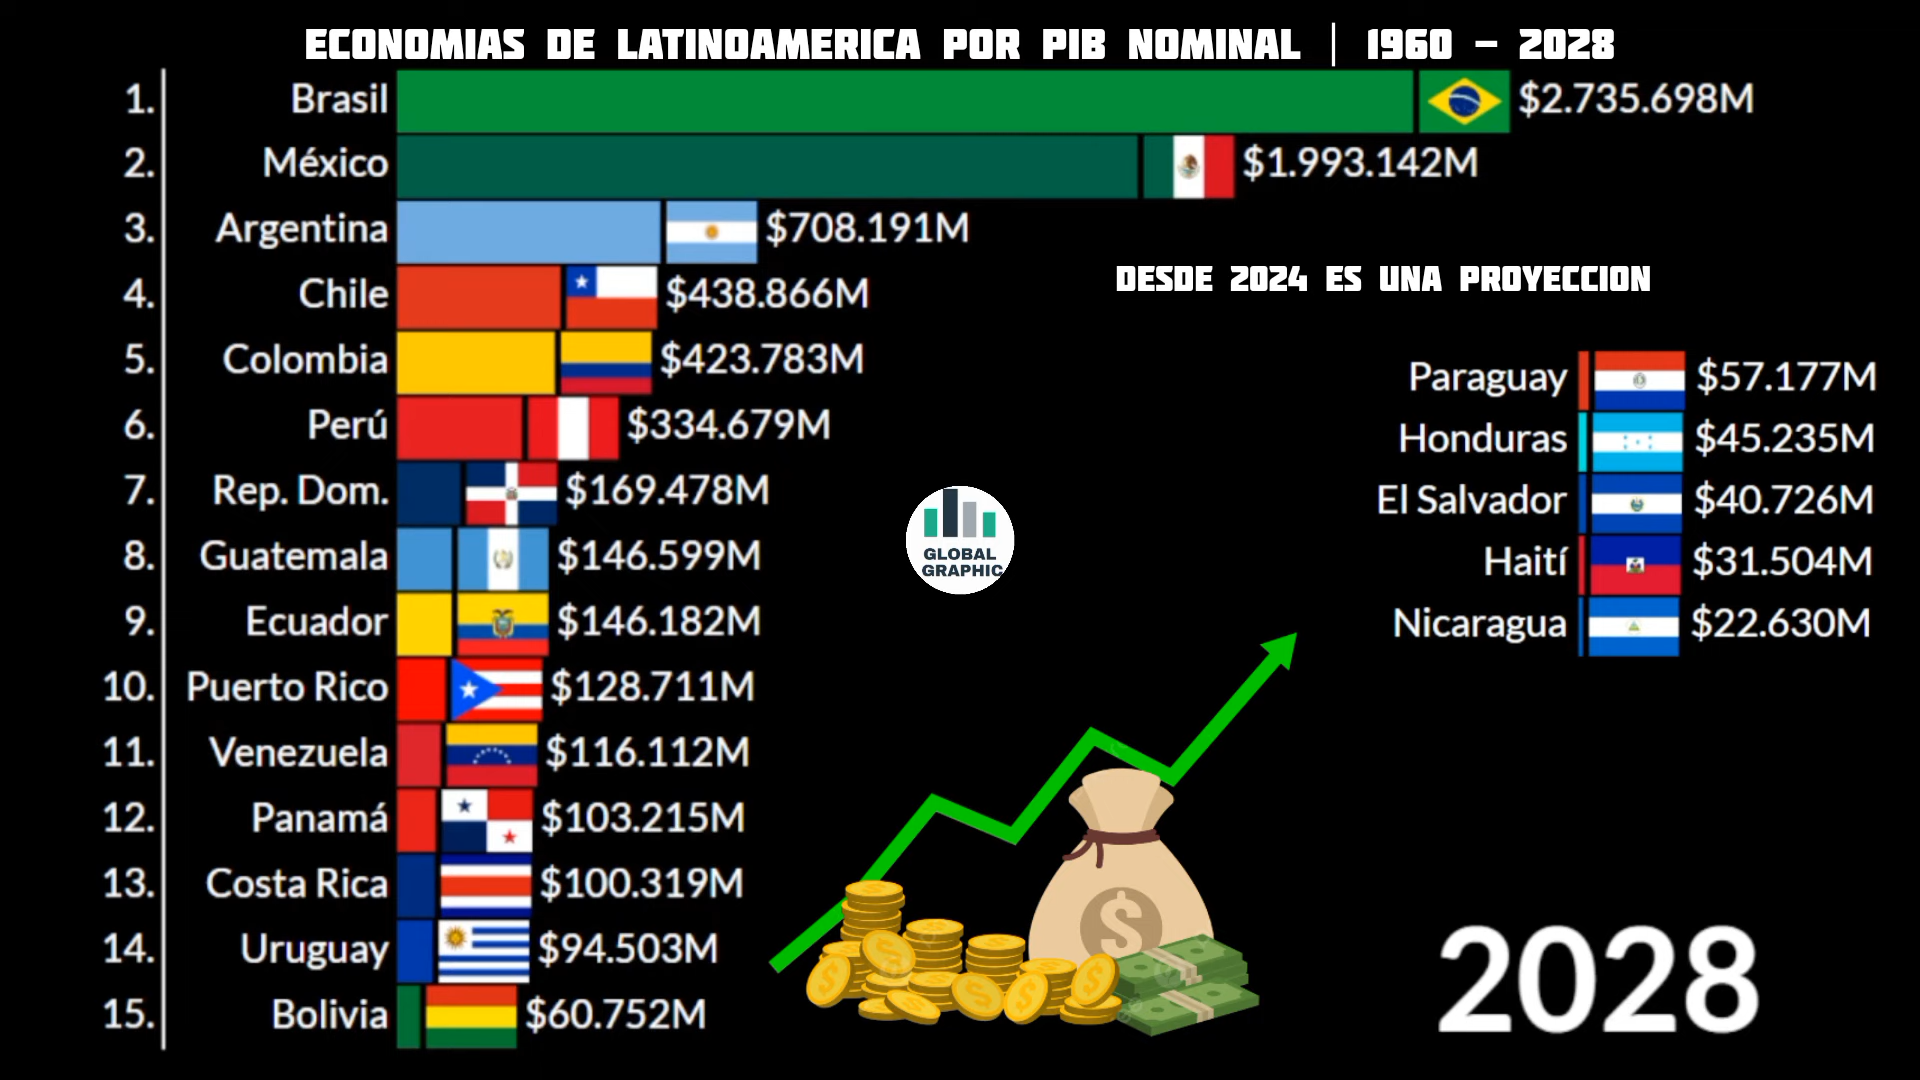 ECONOMIAS DE LATINOAMERICA POR PIB NOMINAL | 1960 - 2028
1. Brasil $2.735.698M
2. México $1.993.142M
3. Argentina $708.191M
4. Chile $438.866M
5. Colombia $423.783M
6. Perú $334.679M
7. Rep. Dom. $169.478M
8. Guatemala $146.599M
9. Ecuador $146.182M
10. Puerto Rico $128.711M
11. Venezuela $116.112M
12. Panamá $103.215M
13. Costa Rica $100.319M
14. Uruguay $94.503M
15. Bolivia $60.752M
DESDE 2024 ES UNA PROYECCION
Paraguay $57.177M
Honduras $45.235M
El Salvador $40.726M
Haití $31.504M
Nicaragua $22.630M
GLOBAL
GRAPHIC
$
2028